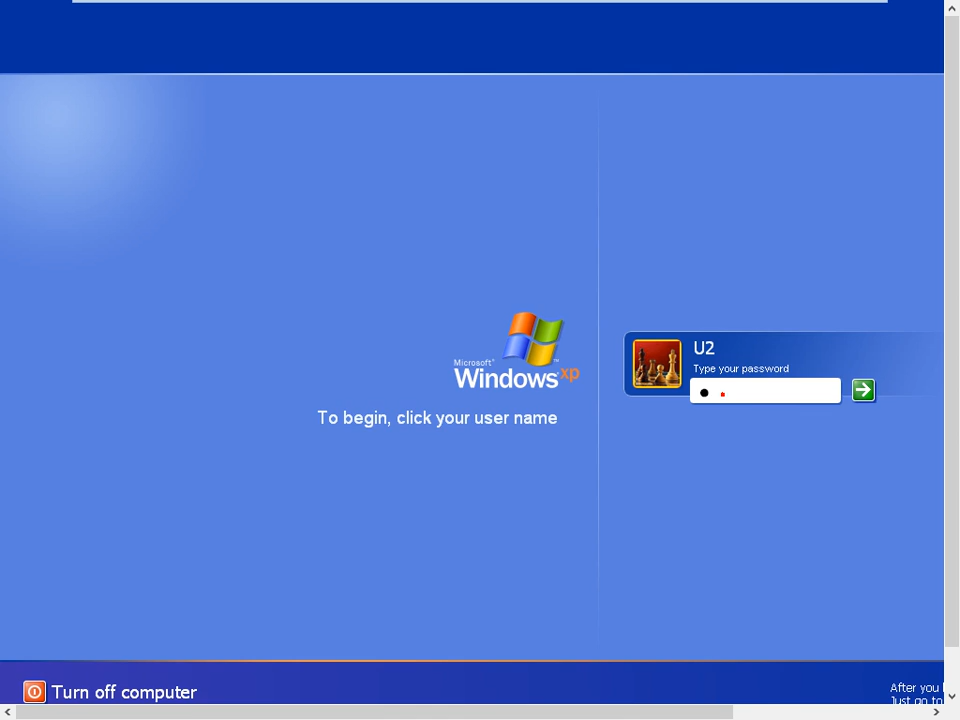 Microsoft®
Windows xp™
To begin, click your user name
U2
Type your password
Turn off computer
After you
Just go to